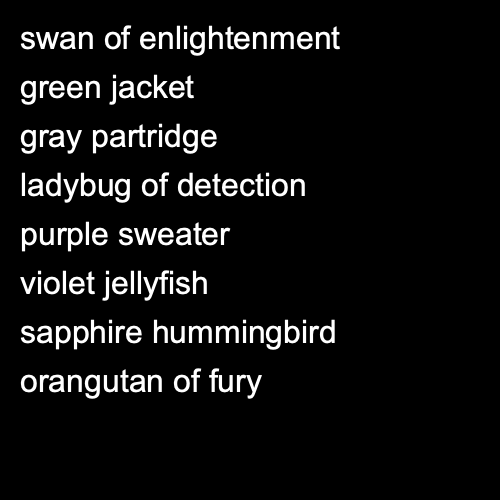 swan of enlightenment
green jacket
gray partridge
ladybug of detection
purple sweater
violet jellyfish
sapphire hummingbird
orangutan of fury